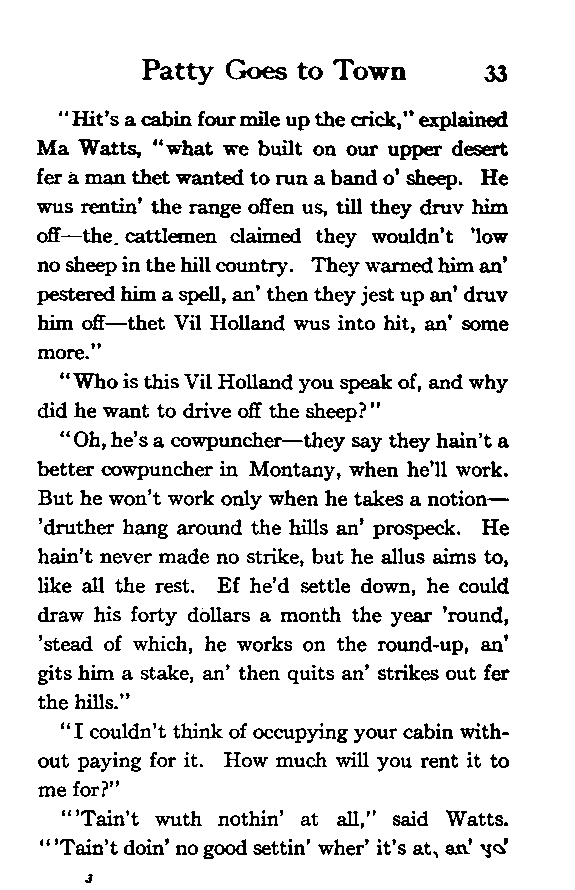 Patty Goes to Town 33
"Hit's a cabin four mile up the crick," explained
Ma Watts, "what we built on our upper desert
fer a man thet wanted to run a band o' sheep. He
wus rentin' the range offen us, till they druv him
off—the cattlemen claimed they wouldn't 'low
no sheep in the hill country. They warned him an'
pestered him a spell, an' then they jest up an' druv
him off—thet Vil Holland wus into hit, an' some
more."
"Who is this Vil Holland you speak of, and why
did he want to drive off the sheep?"
"Oh, he's a cowpuncher—they say they hain't a
better cowpuncher in Montany, when he'll work.
But he won't work only when he takes a notion—
'druther hang around the hills an' prospeck. He
hain't never made no strike, but he allus aims to,
like all the rest. Ef he'd settle down, he could
draw his forty dollars a month the year 'round,
'stead of which, he works on the round-up, an'
gits him a stake, an' then quits an' strikes out fer
the hills."
"I couldn't think of occupying your cabin with-
out paying for it. How much will you rent it to
me for?"
"'Tain't wuth nothin' at all," said Watts.
"'Tain't doin' no good settin' wher' it's at, an' yo'
3